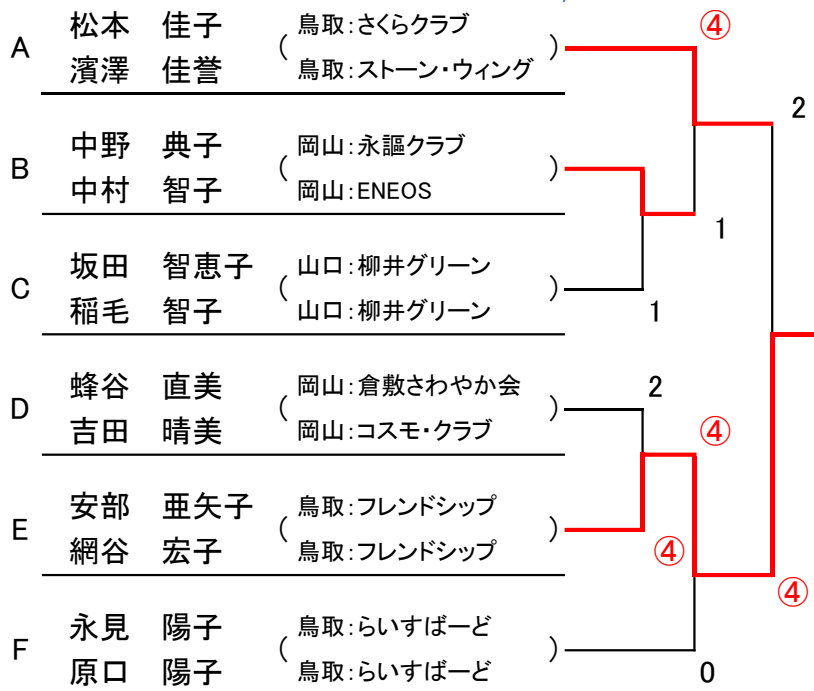 松本 佳子 (鳥取:さくらクラブ
A
濱澤 佳誉 鳥取:ストーン・ウィング)
④
2
中野 典子 (岡山:永謳クラブ
B
中村 智子 岡山:ENEOS)
1
坂田 智恵子 (山口:柳井グリーン
C
稲毛 智子 山口:柳井グリーン)
1
蜂谷 直美 (岡山:倉敷さわやか会
D
吉田 晴美 岡山:コスモ・クラブ)
2
④
安部 亜矢子 (鳥取:フレンドシップ
E
網谷 宏子 鳥取:フレンドシップ)
④
④
永見 陽子 (鳥取:らいすばーど
F
原口 陽子 鳥取:らいすばーど)
0